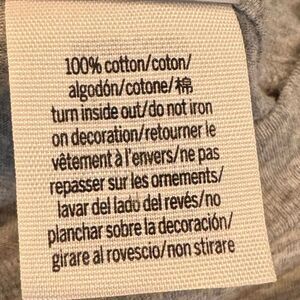 100% cotton/coton/
algodón/cotone/棉
turn inside out/do not iron
on decoration/retourner le
vêtement à l'envers/ne pas
repasser sur les ornements/
lavar del lado del revés/no
planchar sobre la decoración/
girare al rovescio/non stirare